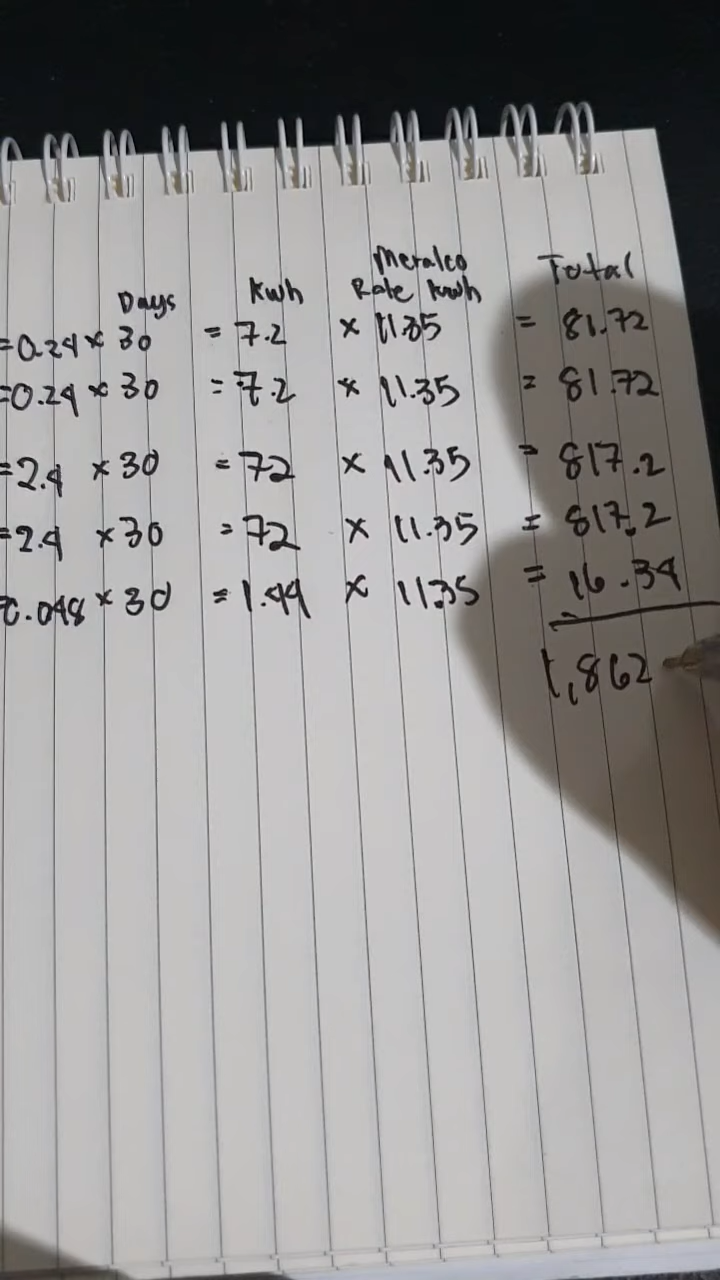 Meralco Total
Days Kwh Rate kwh
=0.24 × 30 = 7.2 × 11.35 = 81.72
=0.24 × 30 = 7.2 × 11.35 = 81.72
=2.4 × 30 = 72 × 11.35 = 817.2
=2.4 × 30 = 72 × 11.35 = 817.2
=0.048 × 30 = 1.44 × 11.35 = 16.34
1,862